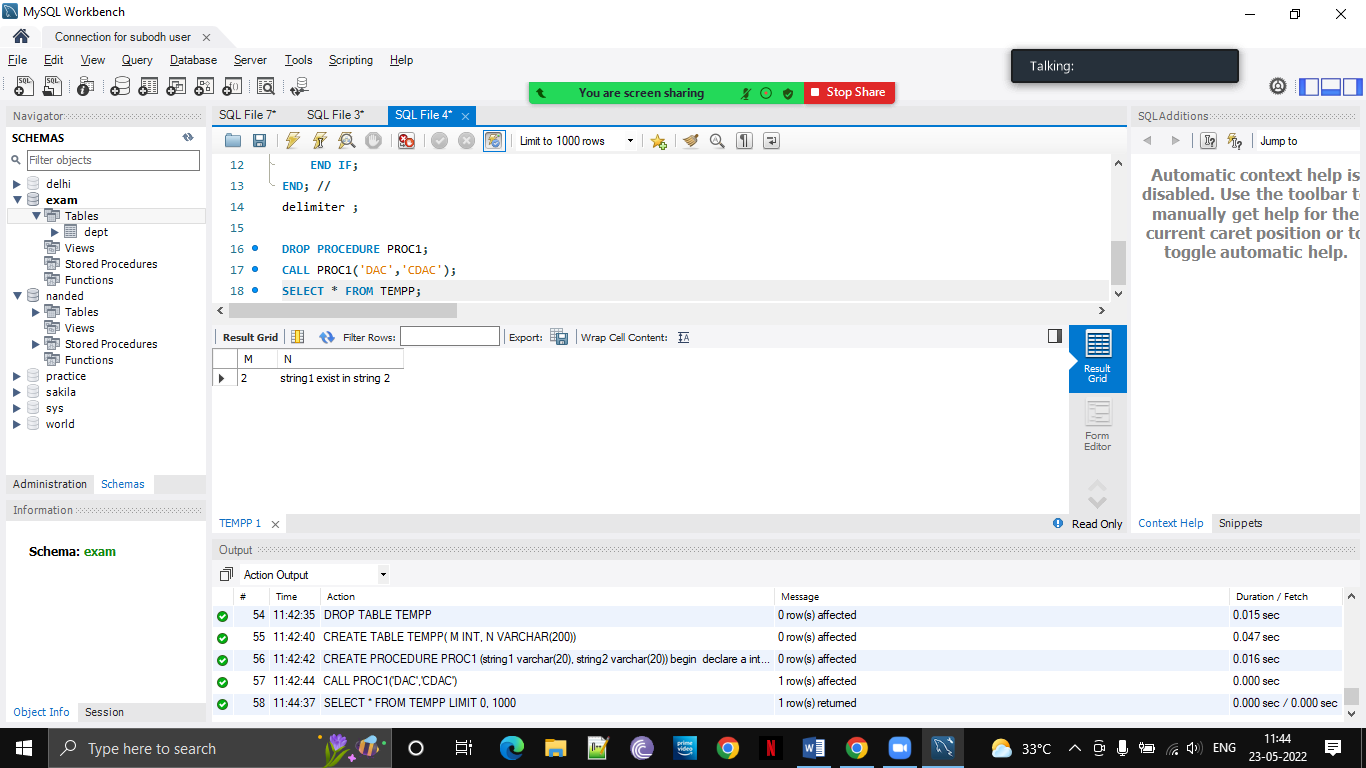 MySQL Workbench
Connection for subodh user
File Edit View Query Database Server Tools Scripting Help
Talking:
You are screen sharing Stop Share
Navigator
SCHEMAS
Filter objects
delhi
exam
Tables
dept
Views
Stored Procedures
Functions
nanded
Tables
Views
Stored Procedures
Functions
practice
sakila
sys
world
Administration Schemas
Information
Schema: exam
Object Info Session
SQL File 7* SQL File 3* SQL File 4*
Limit to 1000 rows
12 END IF;
13 END; //
14 delimiter ;
15
16 DROP PROCEDURE PROC1;
17 CALL PROC1('DAC','CDAC');
18 SELECT * FROM TEMPP;
Result Grid Filter Rows: Export: Wrap Cell Content:
M N
2 string1 exist in string 2
Result
Grid
Form
Editor
TEMPP 1
Read Only
SQLAdditions
Jump to
Automatic context help is
disabled. Use the toolbar t
manually get help for the
current caret position or to
toggle automatic help.
Context Help Snippets
Output
Action Output
# Time Action Message Duration / Fetch
54 11:42:35 DROP TABLE TEMPP 0 row(s) affected 0.015 sec
55 11:42:40 CREATE TABLE TEMPP( M INT, N VARCHAR(200)) 0 row(s) affected 0.047 sec
56 11:42:42 CREATE PROCEDURE PROC1 (string1 varchar(20), string2 varchar(20)) begin declare a int... 0 row(s) affected 0.016 sec
57 11:42:44 CALL PROC1('DAC','CDAC') 1 row(s) affected 0.000 sec
58 11:44:37 SELECT * FROM TEMPP LIMIT 0, 1000 1 row(s) returned 0.000 sec / 0.000 sec
Type here to search
prime video
33°C
ENG
11:44
23-05-2022